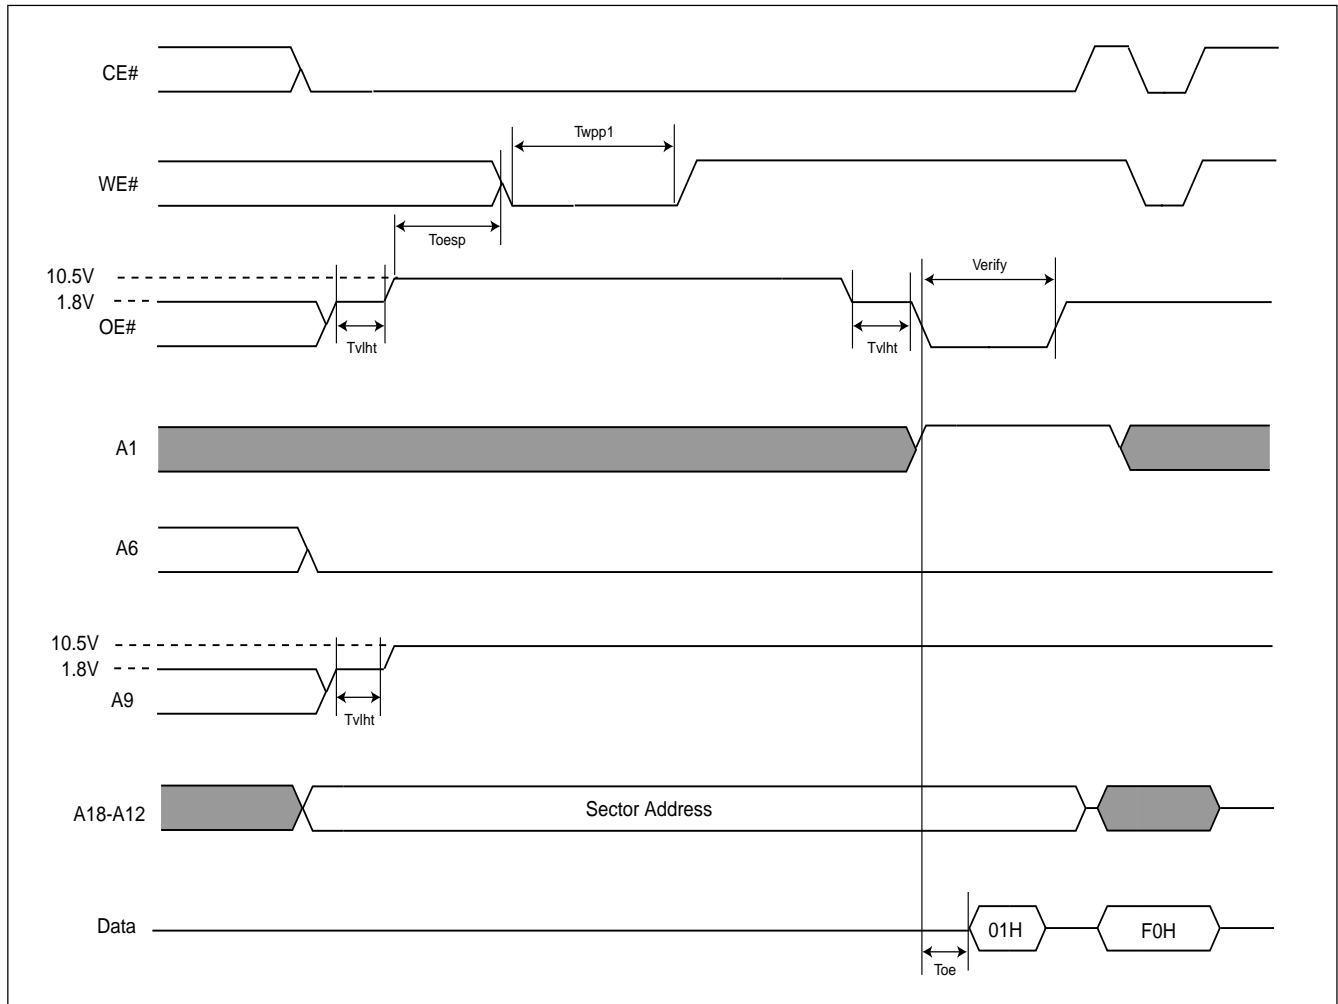 CE#
Twpp1
WE#
Toesp
10.5V
1.8V
OE#
Tvlht
Tvlht
Verify
A1
A6
10.5V
1.8V
A9
Tvlht
A18-A12
Sector Address
Data
01H
F0H
Toe